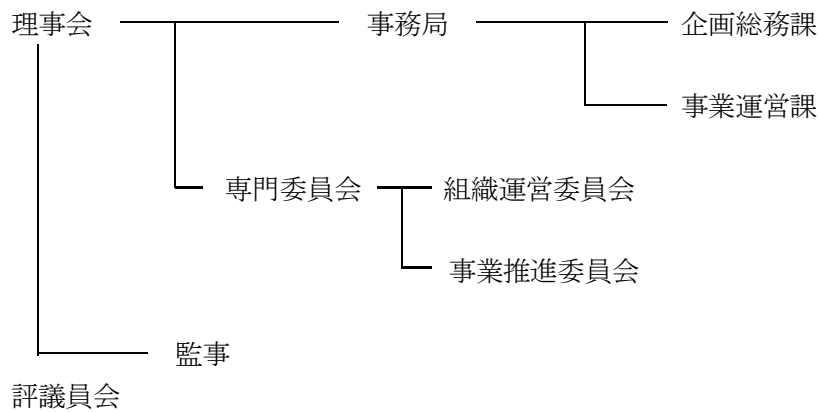 理事会 事務局 企画総務課
事業運営課
専門委員会 組織運営委員会
事業推進委員会
監事
評議員会